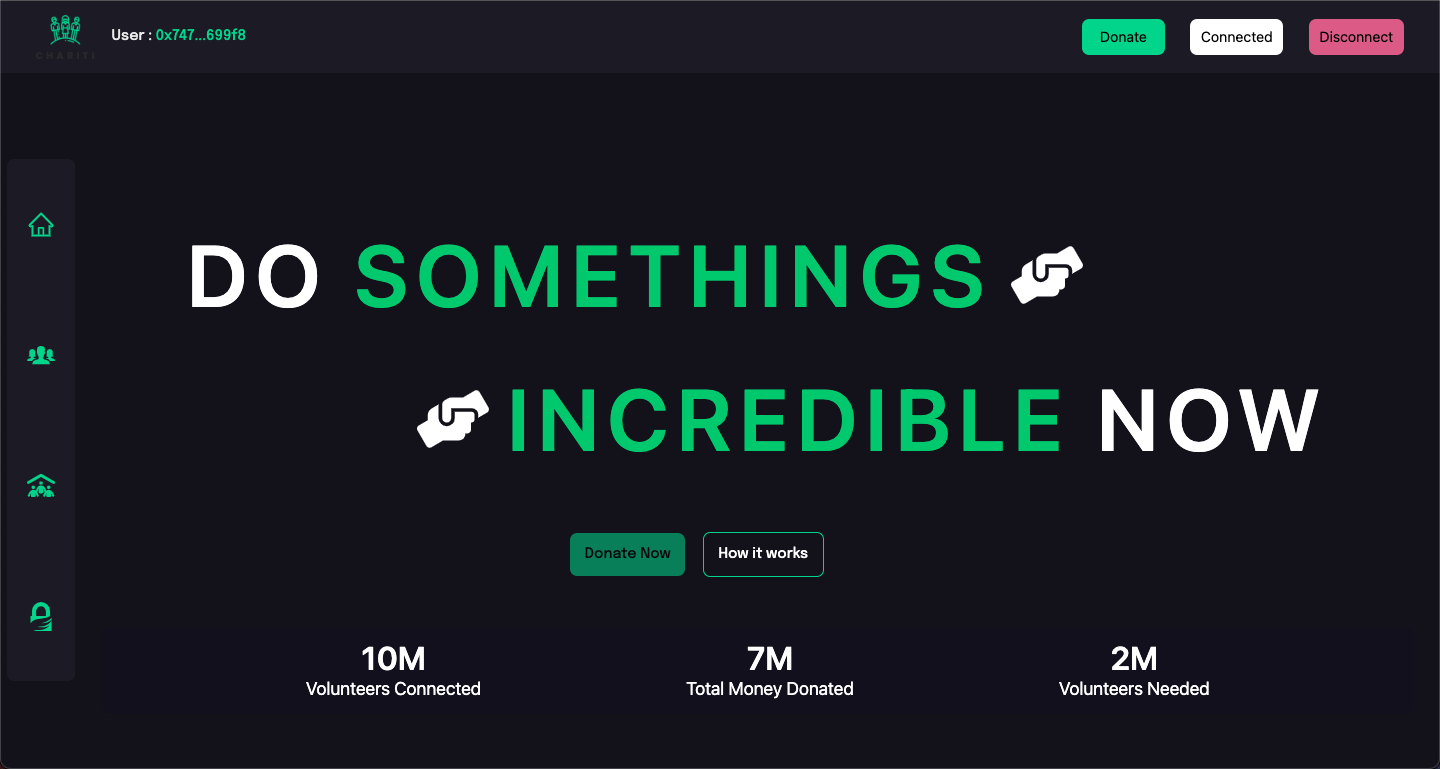 CHARITI
User : 0x747...699f8
Donate
Connected
Disconnect
DO SOMETHINGS
INCREDIBLE NOW
Donate Now
How it works
10M
Volunteers Connected
7M
Total Money Donated
2M
Volunteers Needed